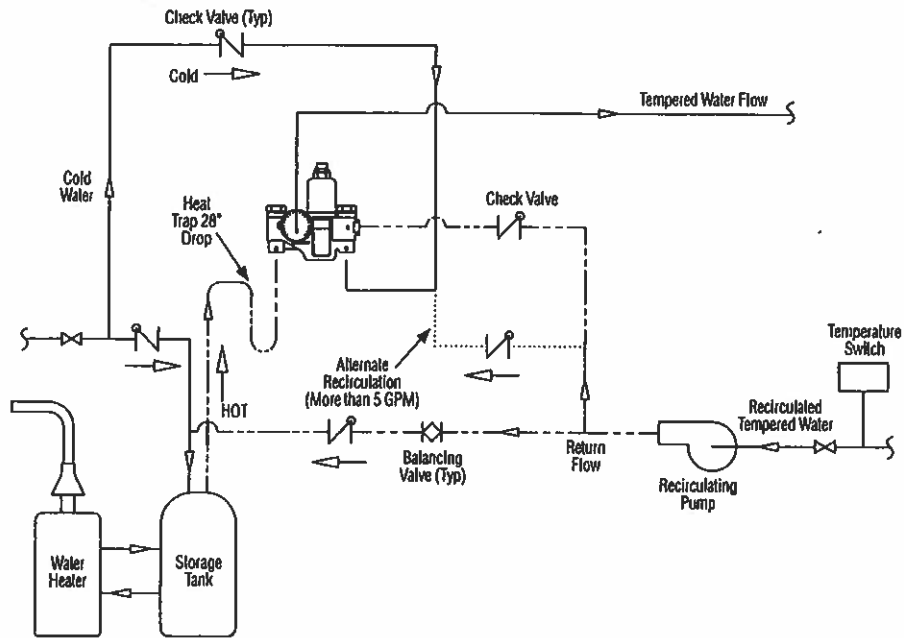 Check Valve (Typ)
Cold
Tempered Water Flow
Cold
Water
Heat
Trap 28"
Drop
Check Valve
Temperature
Switch
Alternate
Recirculation
(More than 5 GPM)
HOT
Recirculated
Tempered Water
Balancing
Valve (Typ)
Return
Flow
Recirculating
Pump
Water
Heater
Storage
Tank